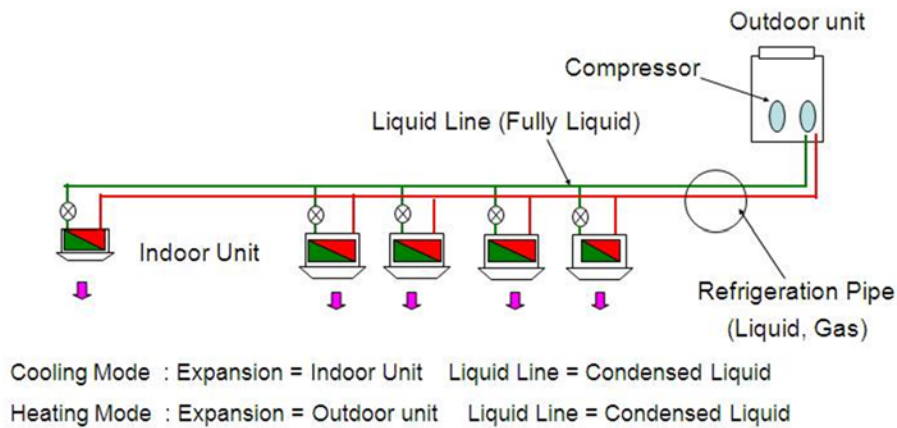 Outdoor unit
Compressor
Liquid Line (Fully Liquid)
Indoor Unit
Refrigeration Pipe
(Liquid, Gas)
Cooling Mode : Expansion = Indoor Unit Liquid Line = Condensed Liquid
Heating Mode : Expansion = Outdoor unit Liquid Line = Condensed Liquid